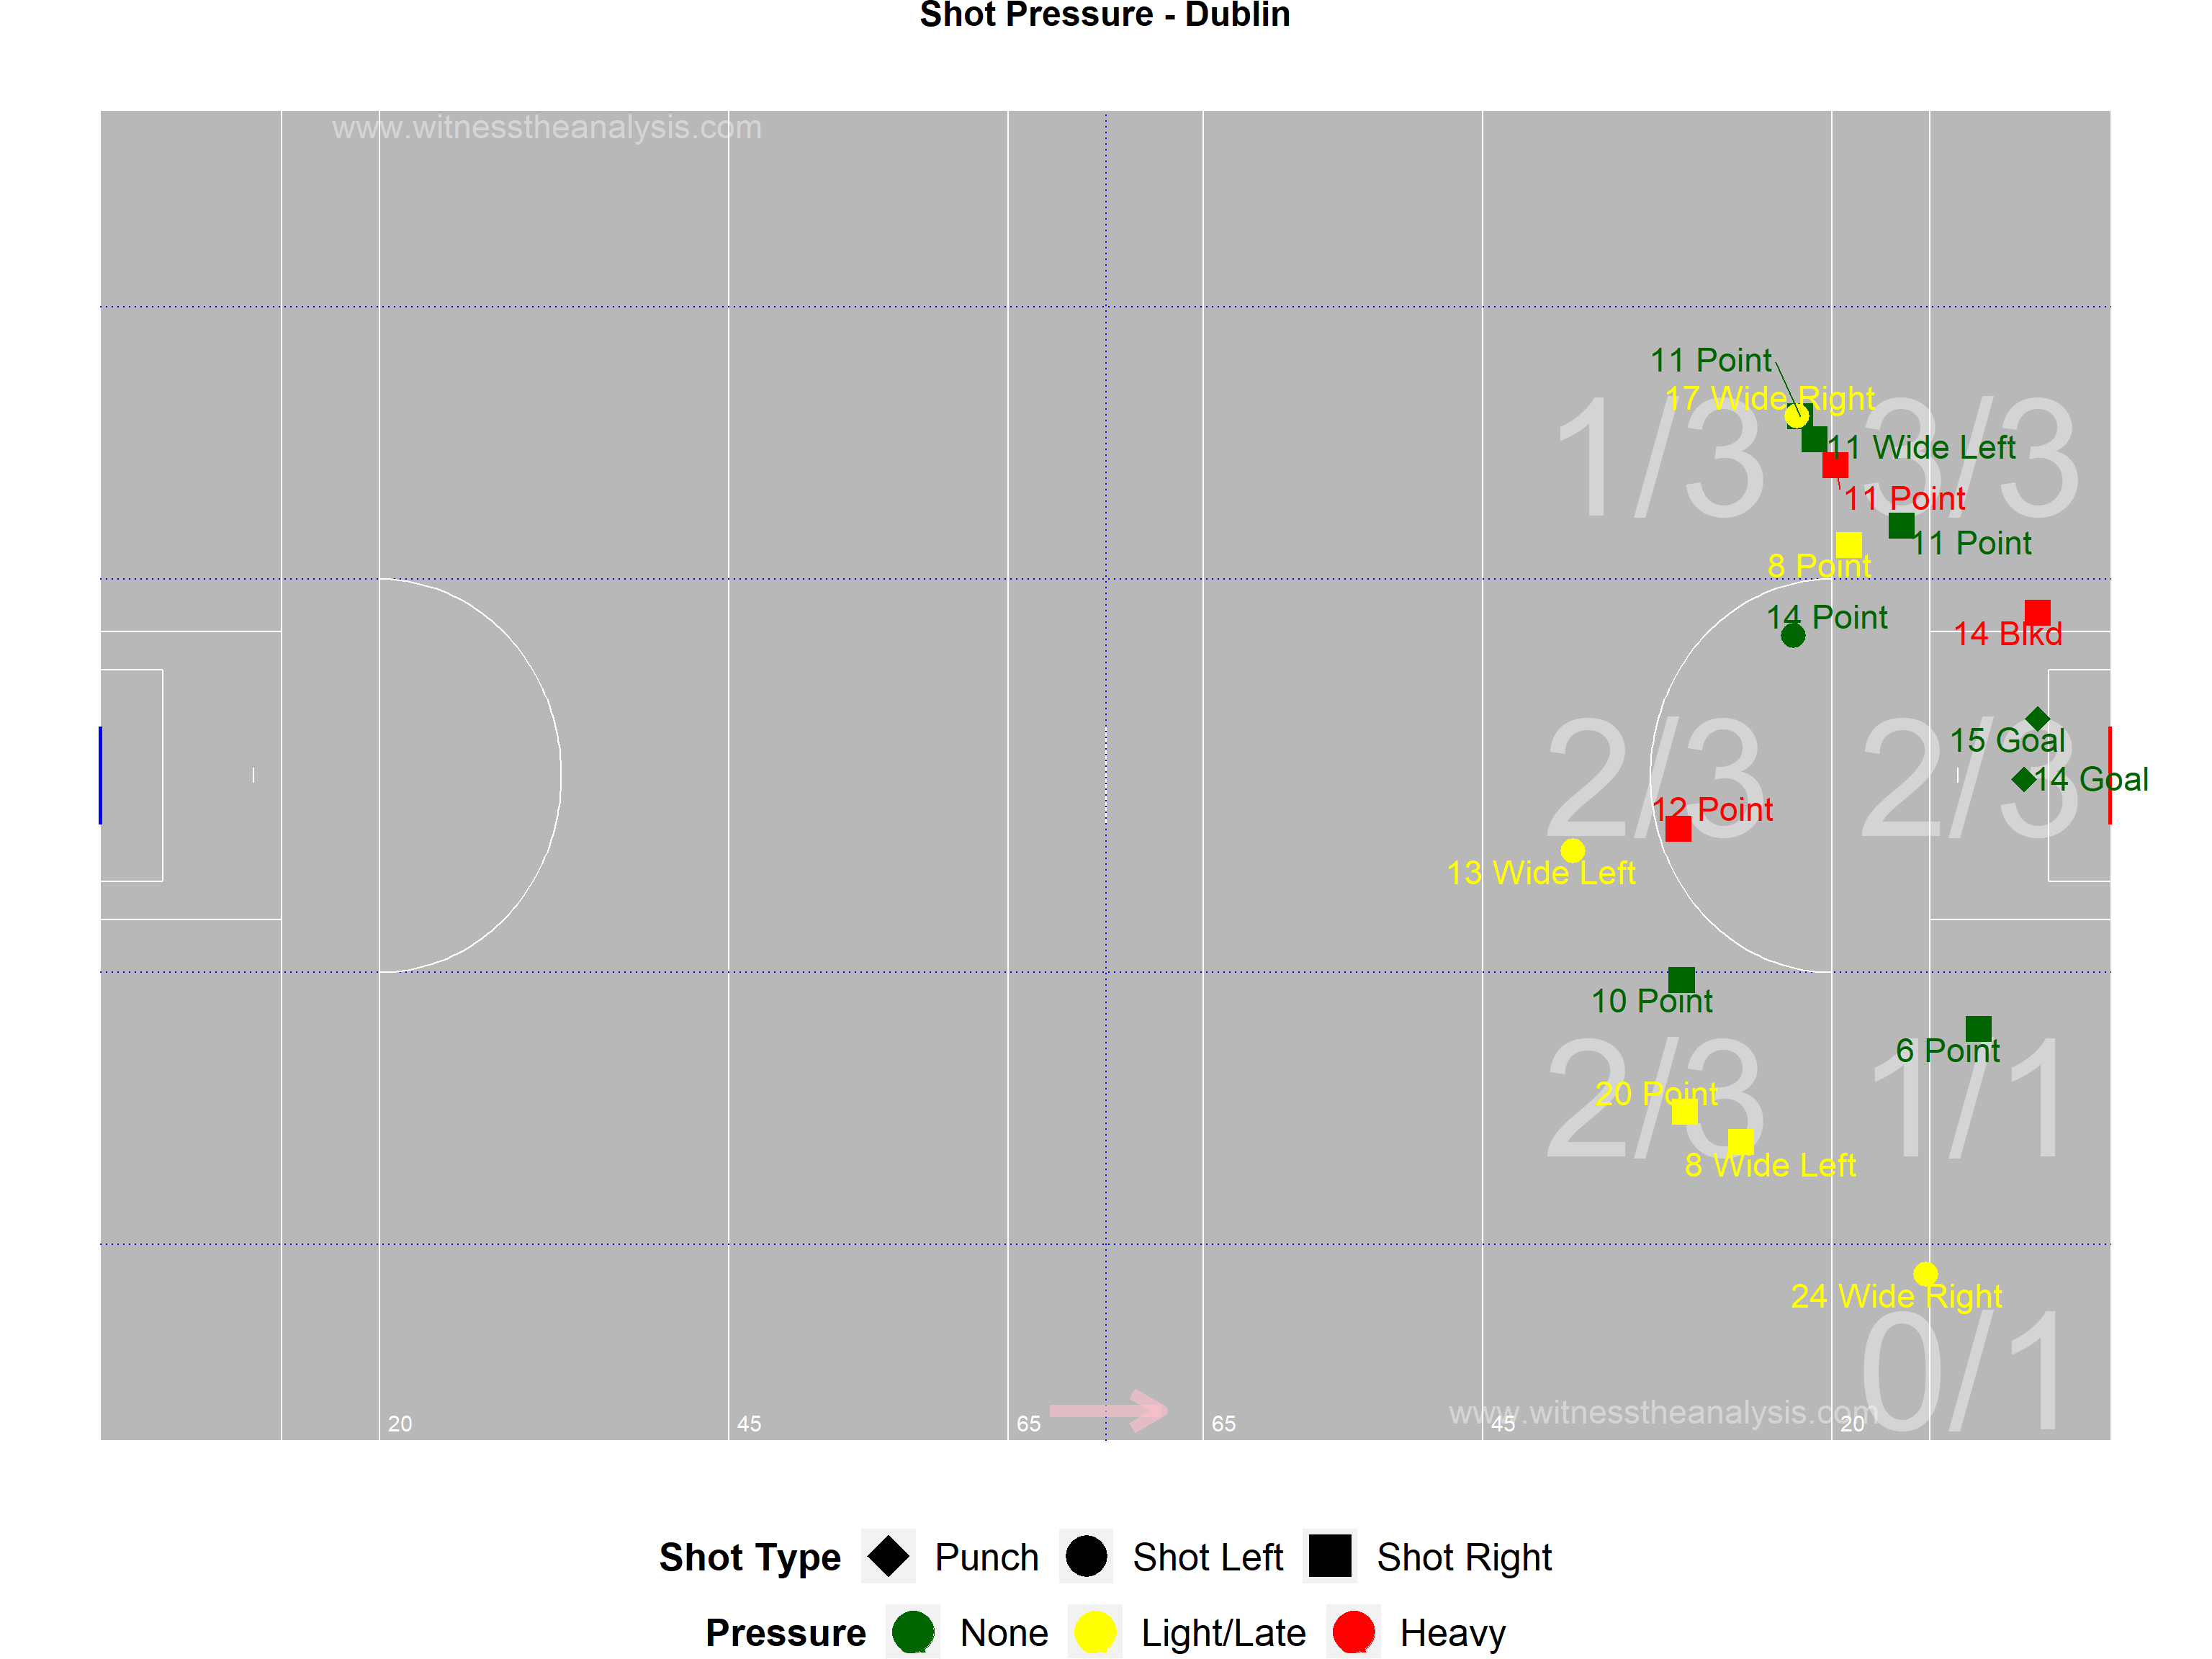 Shot Pressure - Dublin
www.witnesstheanalysis.com
11 Point
17 Wide Right
1/3
3/3
11 Wide Left
11 Point
11 Point
8 Point
14 Point
14 Blkd
15 Goal
2/3
2/3
14 Goal
12 Point
13 Wide Left
10 Point
6 Point
2/3
1/1
20 Point
8 Wide Left
24 Wide Right
0/1
www.witnesstheanalysis.com
20
45
65
65
45
20
Shot Type Punch Shot Left Shot Right
Pressure None Light/Late Heavy